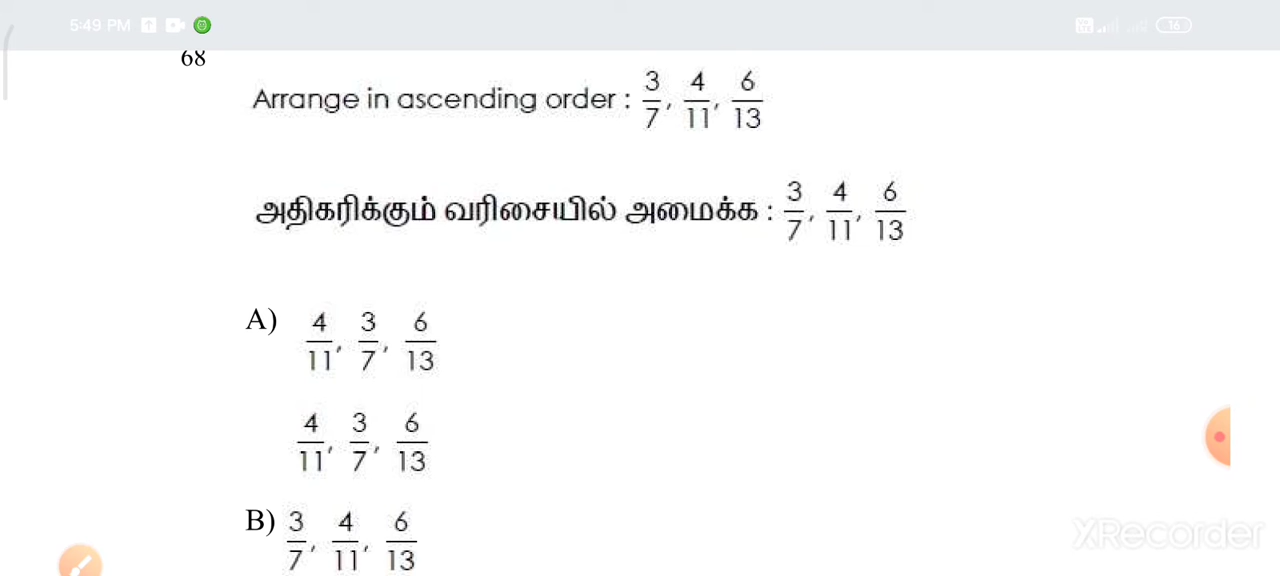 5:49 PM
16
68
Arrange in ascending order : 3/7, 4/11, 6/13
அதிகரிக்கும் வரிசையில் அமைக்க : 3/7, 4/11, 6/13
A) 4/11, 3/7, 6/13
4/11, 3/7, 6/13
B) 3/7, 4/11, 6/13
XRecorder